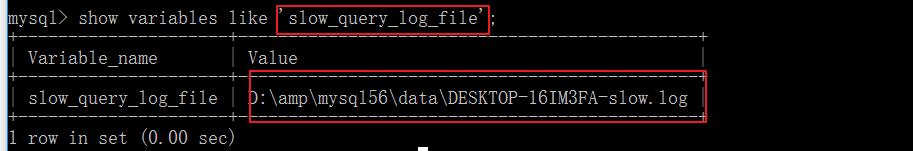 mysql> show variables like 'slow_query_log_file';
+---------------------+------------------------------------------+
| Variable_name       | Value                                    |
+---------------------+------------------------------------------+
| slow_query_log_file | D:\amp\mysql56\data\DESKTOP-16IM3FA-slow.log |
+---------------------+------------------------------------------+
1 row in set (0.00 sec)